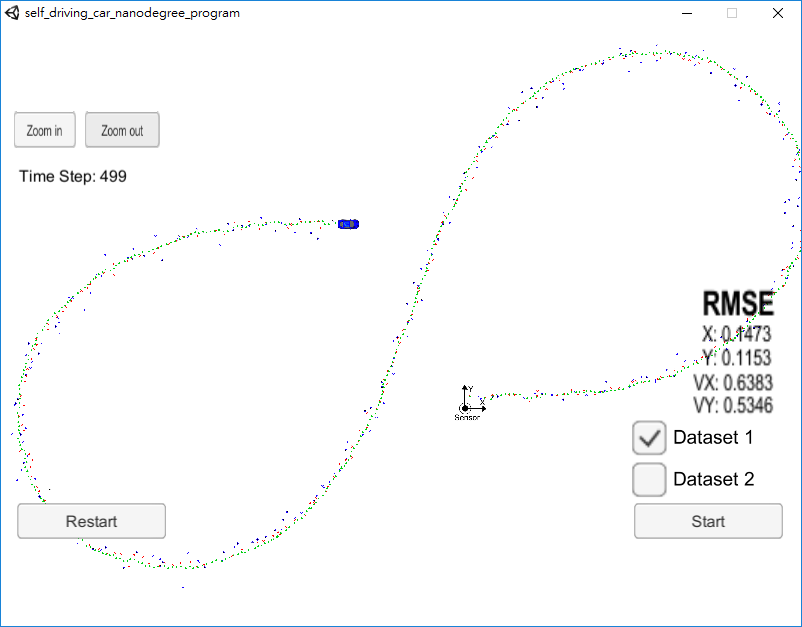 self_driving_car_nanodegree_program
Zoom in
Zoom out
Time Step: 499
RMSE
X: 0.1473
Y: 0.1153
VX: 0.6383
VY: 0.5346
Y
X
Sensor
Dataset 1
Dataset 2
Restart
Start